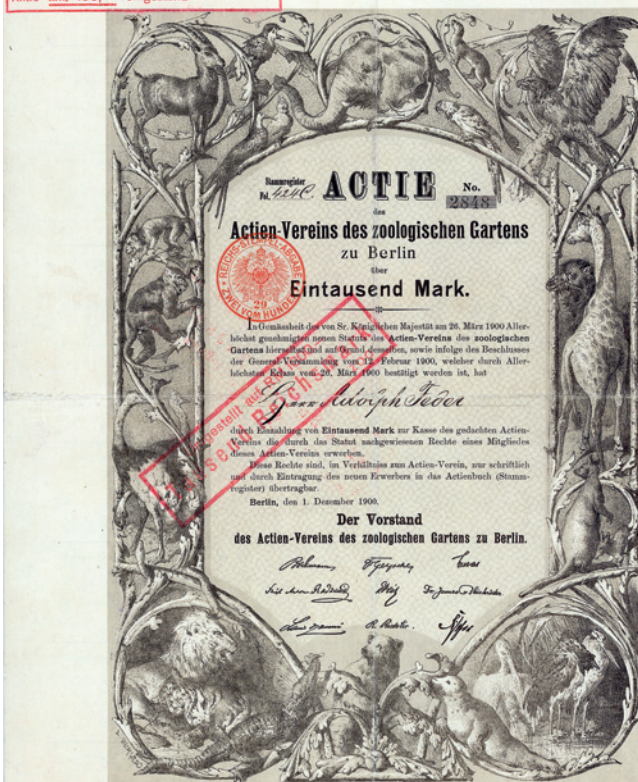 Stammregister
Fol. 424C.
ACTIE
No.
2848
des
Actien-Vereins des zoologischen Gartens
zu Berlin
über
Eintausend Mark.
REICHS-STEMPEL-ABGABE
ZWEI VOM HUNDERT
29
In Gemässheit des von Sr. Königlichen Majestät am 26. März 1900 Aller-
höchst genehmigten neuen Statuts des Actien-Vereins des zoologischen
Gartens hierselbst und auf Grund desselben, sowie infolge des Beschlusses
der General-Versammlung vom 12. Februar 1900, welcher durch Aller-
höchsten Erlass vom 26. März 1900 bestätigt worden ist, hat
Herr Adolph Feder
durch Einzahlung von Eintausend Mark zur Kasse des gedachten Actien-
Vereins die durch das Statut nachgewiesenen Rechte eines Mitgliedes
dieses Actien-Vereins erworben.
Diese Rechte sind, im Verhältniss zum Actien-Verein, nur schriftlich
und durch Eintragung des neuen Erwerbers in das Actienbuch (Stamm-
register) übertragbar.
Berlin, den 1. Dezember 1900.
Der Vorstand
des Actien-Vereins des zoologischen Gartens zu Berlin.
gestellt auf
Tausend Reichsmark